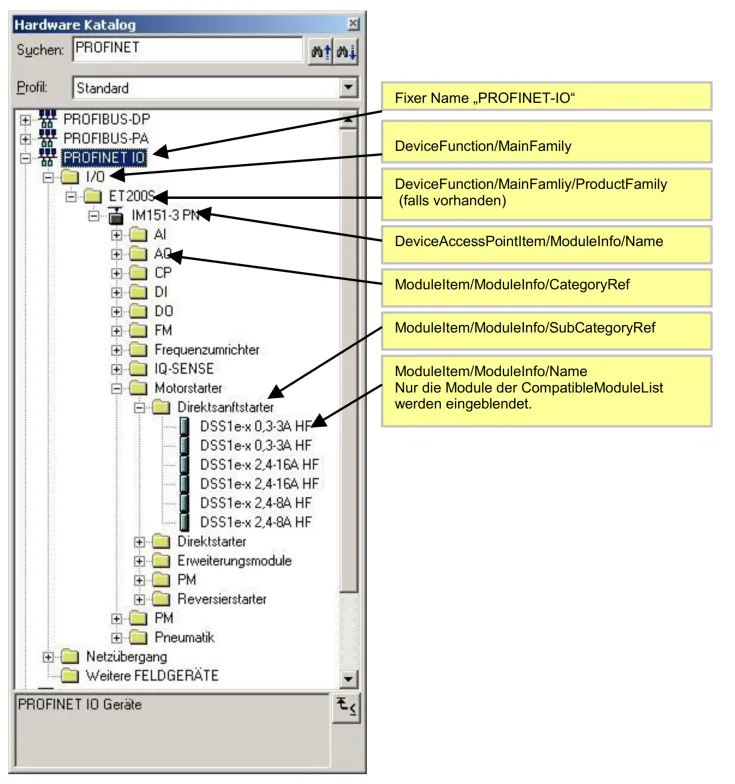 Hardware Katalog
Suchen: PROFINET
Profil: Standard
PROFIBUS-DP
PROFIBUS-PA
PROFINET IO
I/O
ET200S
IM151-3 PN
AI
AO
CP
DI
DO
FM
Frequenzumrichter
IQ-SENSE
Motorstarter
Direktsanftstarter
DSS1e-x 0,3-3A HF
DSS1e-x 0,3-3A HF
DSS1e-x 2,4-16A HF
DSS1e-x 2,4-16A HF
DSS1e-x 2,4-8A HF
DSS1e-x 2,4-8A HF
Direktstarter
Erweiterungsmodule
PM
Reversierstarter
PM
Pneumatik
Netzübergang
Weitere FELDGERÄTE
PROFINET IO Geräte
Fixer Name „PROFINET-IO“
DeviceFunction/MainFamily
DeviceFunction/MainFamliy/ProductFamily
(falls vorhanden)
DeviceAccessPointItem/ModuleInfo/Name
ModuleItem/ModuleInfo/CategoryRef
ModuleItem/ModuleInfo/SubCategoryRef
ModuleItem/ModuleInfo/Name
Nur die Module der CompatibleModuleList
werden eingeblendet.